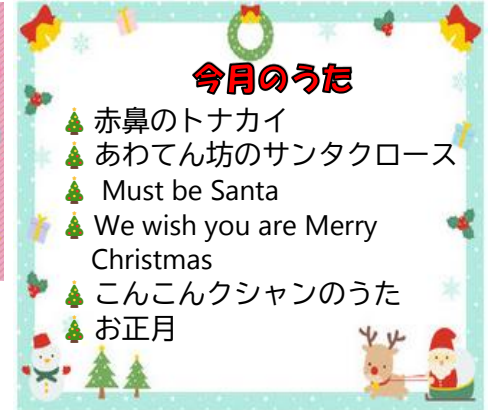 今月のうた
赤鼻のトナカイ
あわてん坊のサンタクロース
Must be Santa
We wish you are Merry
Christmas
こんこんクシャンのうた
お正月